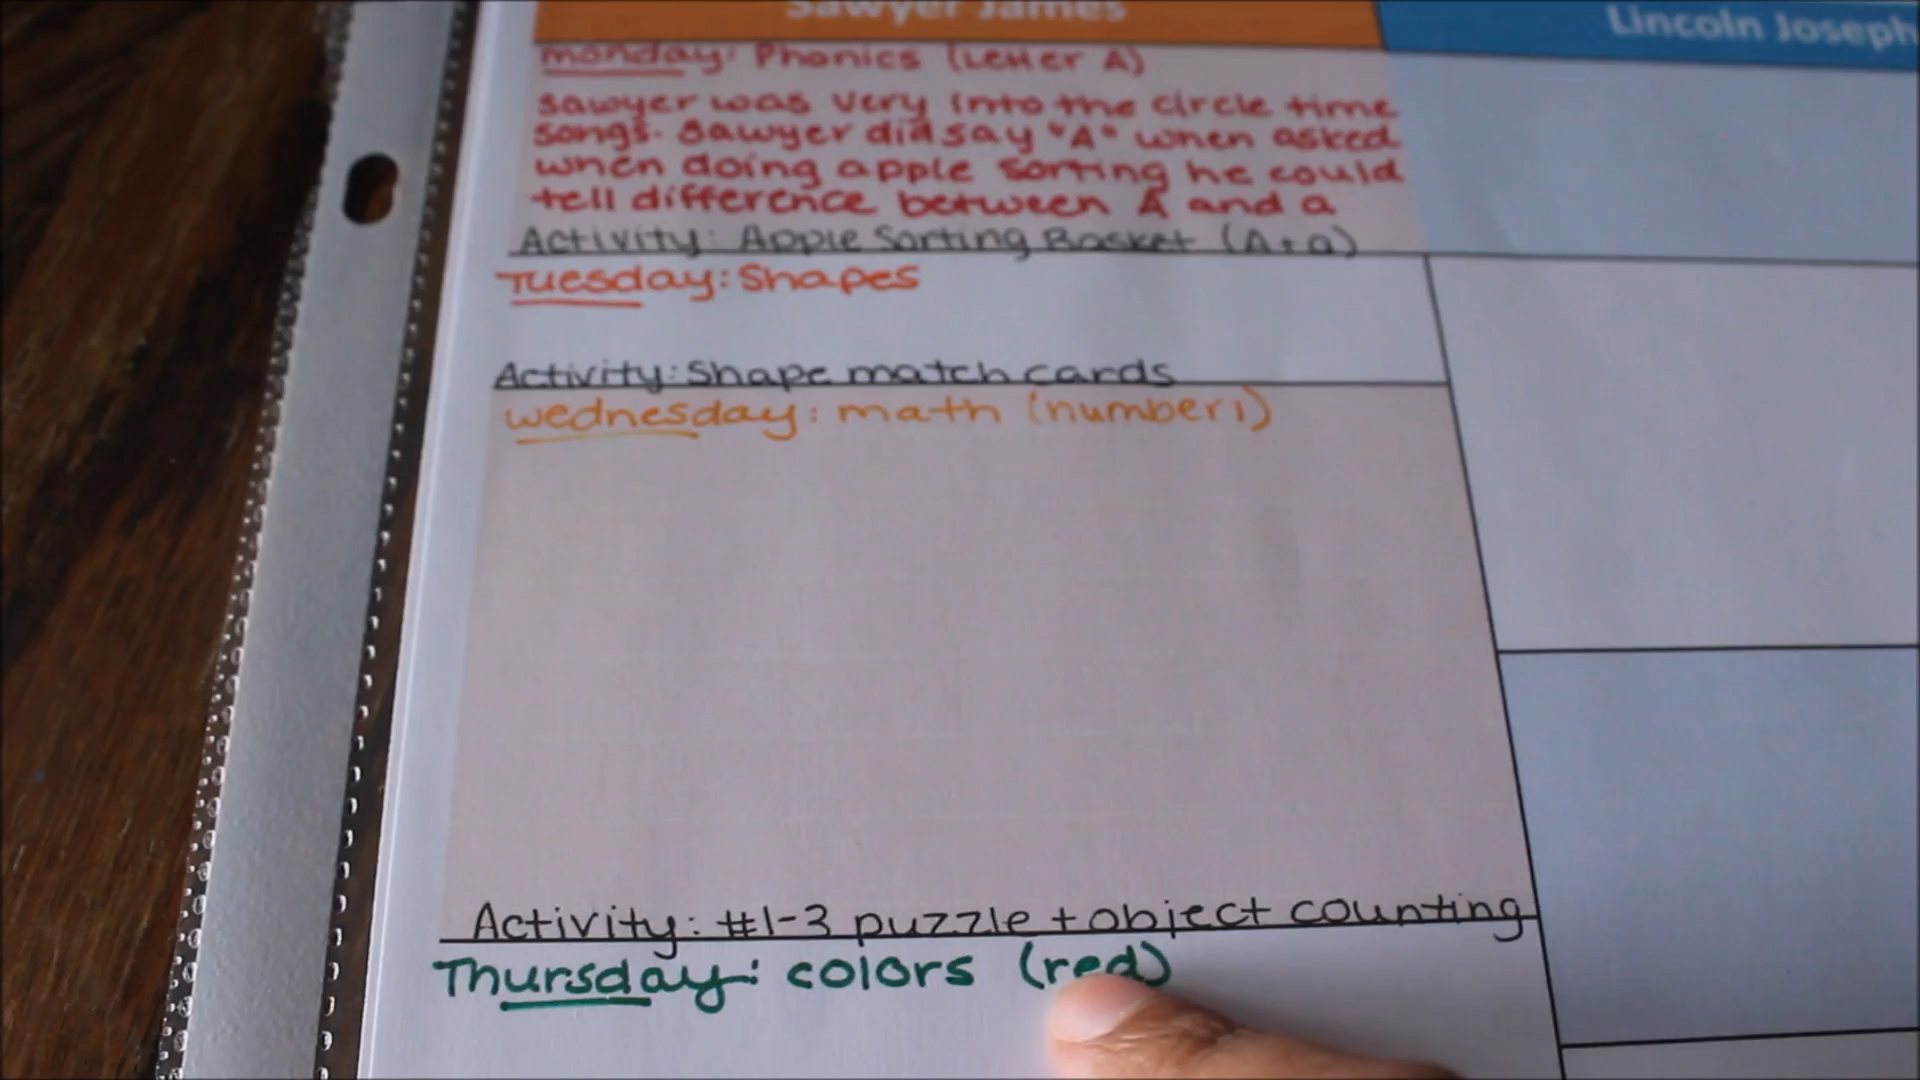 Sawyer James
Lincoln Joseph
monday: Phonics (Letter A)
Sawyer was very into the circle time
songs. Sawyer did say "A" when asked
when doing apple sorting he could
tell difference between A and a
Activity: Apple Sorting Basket (A+a)
Tuesday: Shapes
Activity: Shape match cards
wednesday: math (number 1)
Activity: #1-3 puzzle + object counting
Thursday: colors (red)